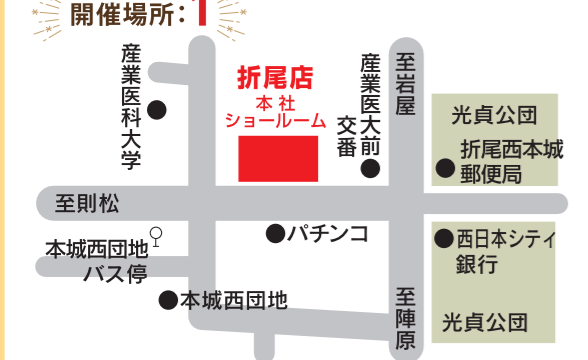 開催場所:1
産業医科大学
折尾店
本社
ショールーム
産業医大前
交番
至岩屋
光貞公団
折尾西本城
郵便局
至則松
パチンコ
西日本シティ
銀行
本城西団地
バス停
本城西団地
至陣原
光貞公団